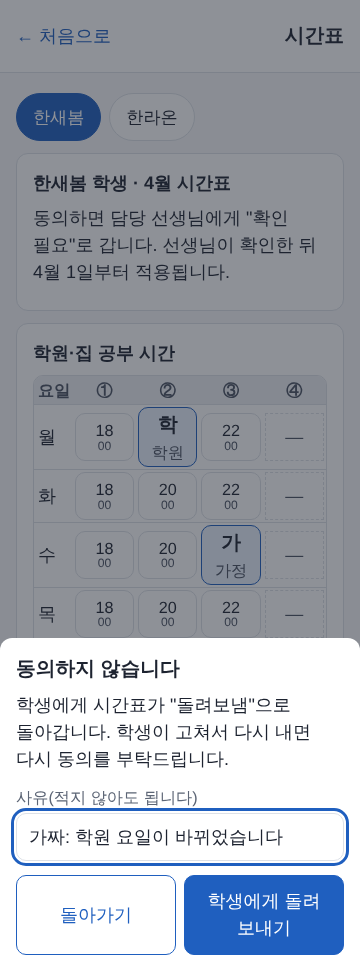 ← 처음으로
시간표
한새봄
한라온
한새봄 학생 · 4월 시간표
동의하면 담당 선생님에게 "확인
필요"로 갑니다. 선생님이 확인한 뒤
4월 1일부터 적용됩니다.
학원·집 공부 시간
요일 ① ② ③ ④
월 18 00 학 학원 22 00 —
화 18 00 20 00 22 00 —
수 18 00 20 00 가 가정 —
목 18 00 20 00 22 00 —
동의하지 않습니다
학생에게 시간표가 "돌려보냄"으로
돌아갑니다. 학생이 고쳐서 다시 내면
다시 동의를 부탁드립니다.
사유(적지 않아도 됩니다)
가짜: 학원 요일이 바뀌었습니다
돌아가기
학생에게 돌려
보내기